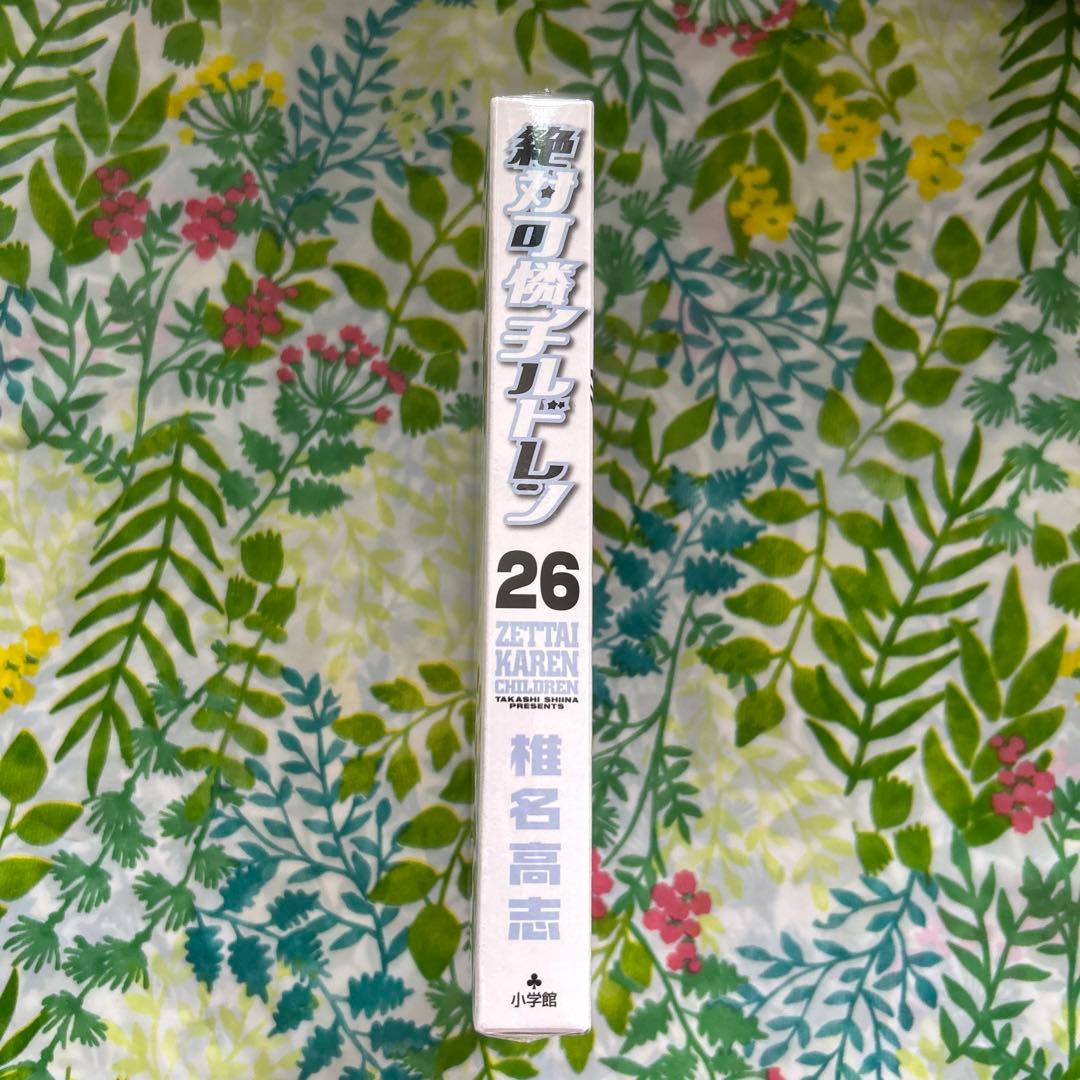 絶対可憐チルドレン
26
ZETTAI
KAREN
CHILDREN
TAKASHI SHIINA
PRESENTS
椎名高志
小学館